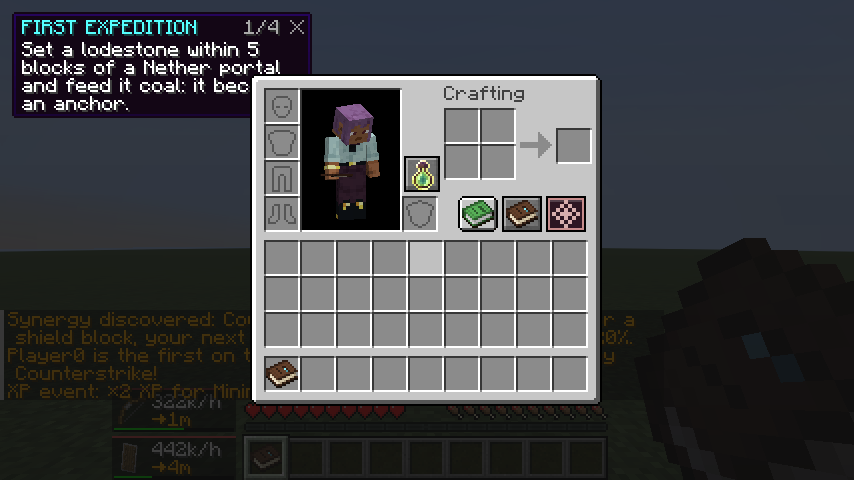 FIRST EXPEDITION 1/4 X
Set a lodestone within 5
blocks of a Nether portal
and feed it coal: it bec
an anchor.
Crafting
Synergy discovered: Cou
r a
shield block, your next
0%.
Player0 is the first on t
y
Counterstrike!
XP event: x2 XP for Mini
322k/h
→1m
442k/h
→4m